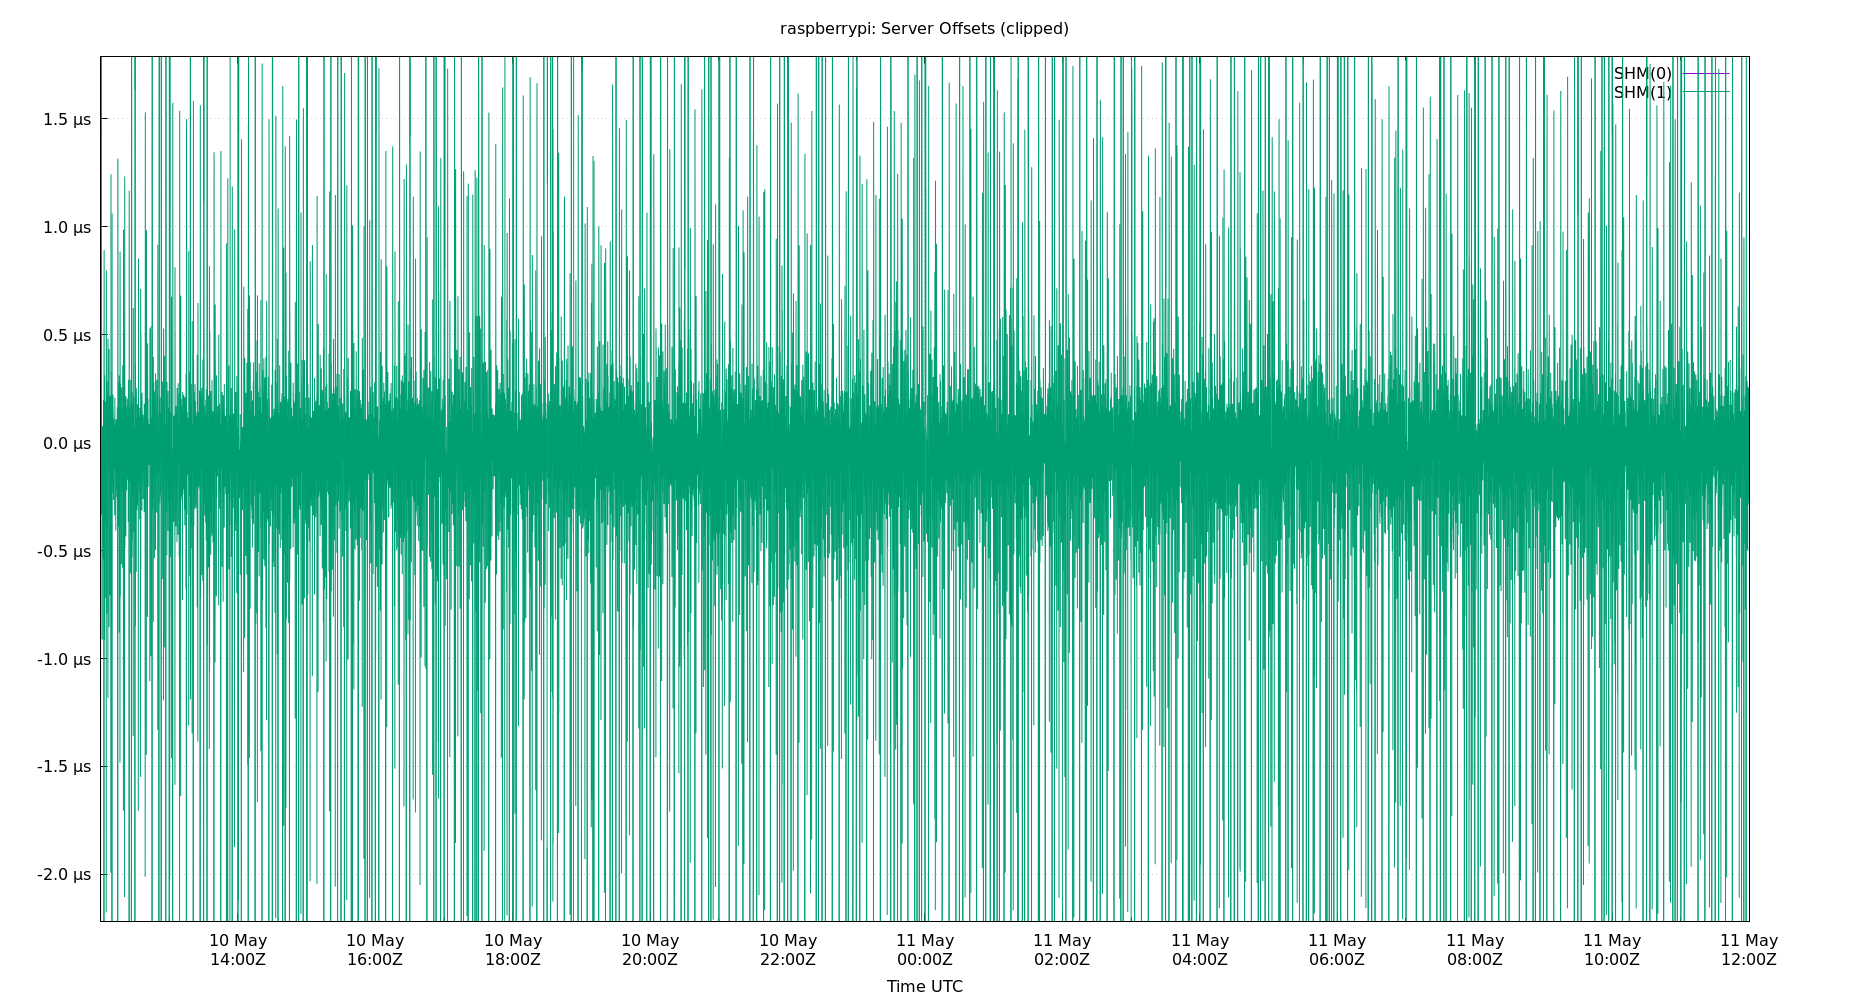 raspberrypi: Server Offsets (clipped)
SHM(0)
SHM(1)
1.5 µs
1.0 µs
0.5 µs
0.0 µs
-0.5 µs
-1.0 µs
-1.5 µs
-2.0 µs
10 May 10 May 10 May 10 May 10 May 11 May 11 May 11 May 11 May 11 May 11 May 11 May
14:00Z 16:00Z 18:00Z 20:00Z 22:00Z 00:00Z 02:00Z 04:00Z 06:00Z 08:00Z 10:00Z 12:00Z
Time UTC